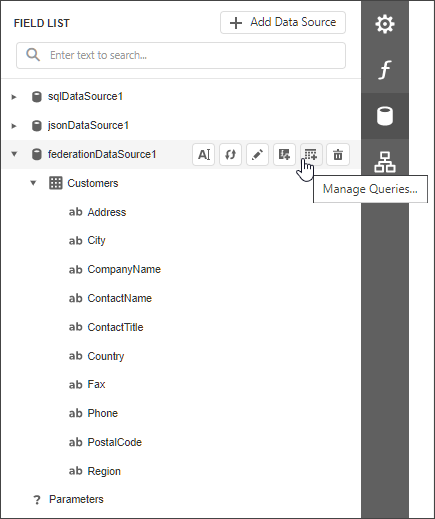 FIELD LIST
Add Data Source
Enter text to search...
sqlDataSource1
jsonDataSource1
federationDataSource1
Manage Queries...
Customers
ab Address
ab City
ab CompanyName
ab ContactName
ab ContactTitle
ab Country
ab Fax
ab Phone
ab PostalCode
ab Region
? Parameters